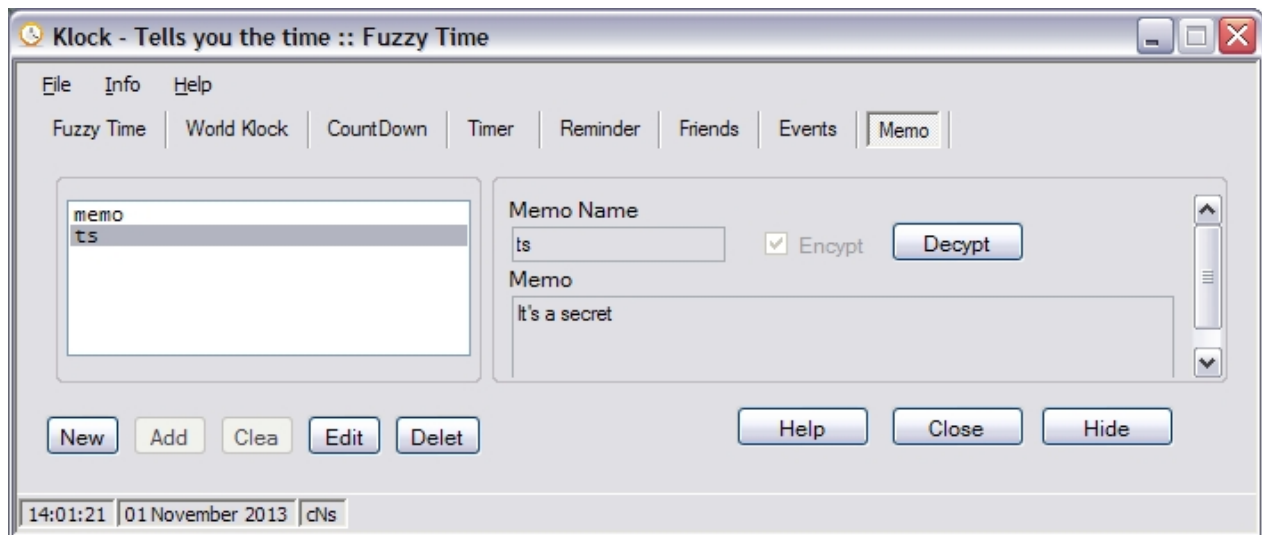 Klock - Tells you the time :: Fuzzy Time
File Info Help
Fuzzy Time World Klock CountDown Timer Reminder Friends Events Memo
memo
ts
Memo Name
ts Encypt Decypt
Memo
It's a secret
New Add Clea Edit Delet Help Close Hide
14:01:21 01 November 2013 cNs